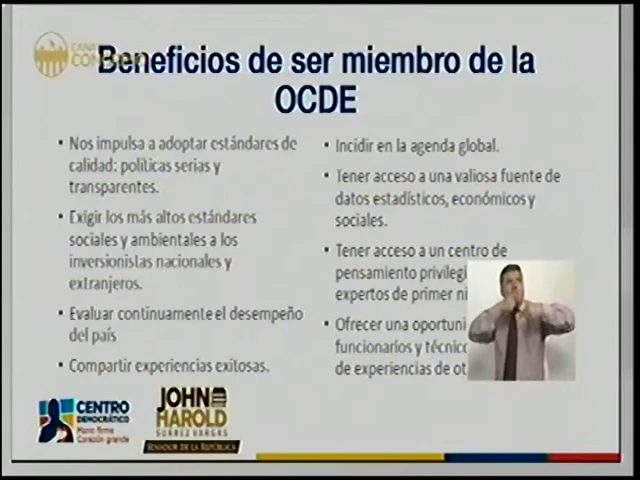 CANAL
CONGRESO
Beneficios de ser miembro de la
OCDE
• Nos impulsa a adoptar estándares de
calidad: políticas serias y
transparentes.
• Exigir los más altos estándares
sociales y ambientales a los
inversionistas nacionales y
extranjeros.
• Evaluar continuamente el desempeño
del país
• Compartir experiencias exitosas.
• Incidir en la agenda global.
• Tener acceso a una valiosa fuente de
datos estadísticos, económicos y
sociales.
• Tener acceso a un centro de
pensamiento privilegi
expertos de primer ni
• Ofrecer una oportuni
funcionarios y técnico
de experiencias de ot
CENTRO
DEMOCRÁTICO
Mano firme
Corazón grande
JOHN
HAROLD
SUÁREZ VARGAS
SENADOR DE LA REPÚBLICA